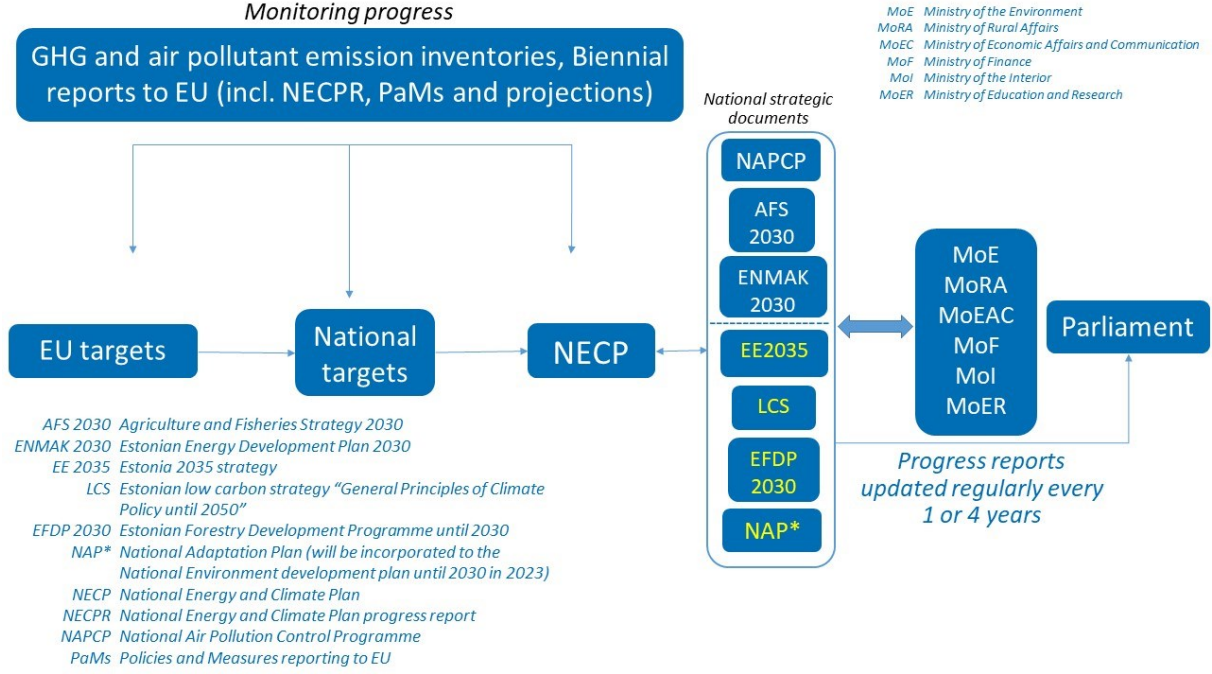 Monitoring progress
GHG and air pollutant emission inventories, Biennial
reports to EU (incl. NECPR, PaMs and projections)
MoE Ministry of the Environment
MoRA Ministry of Rural Affairs
MoEC Ministry of Economic Affairs and Communication
MoF Ministry of Finance
MoI Ministry of the Interior
MoER Ministry of Education and Research
National strategic
documents
NAPCP
AFS
2030
ENMAK
2030
EE2035
LCS
EFDP
2030
NAP*
EU targets
National
targets
NECP
MoE
MoRA
MoEAC
MoF
MoI
MoER
Parliament
Progress reports
updated regularly every
1 or 4 years
AFS 2030 Agriculture and Fisheries Strategy 2030
ENMAK 2030 Estonian Energy Development Plan 2030
EE 2035 Estonia 2035 strategy
LCS Estonian low carbon strategy “General Principles of Climate
Policy until 2050”
EFDP 2030 Estonian Forestry Development Programme until 2030
NAP* National Adaptation Plan (will be incorporated to the
National Environment development plan until 2030 in 2023)
NECP National Energy and Climate Plan
NECPR National Energy and Climate Plan progress report
NAPCP National Air Pollution Control Programme
PaMs Policies and Measures reporting to EU